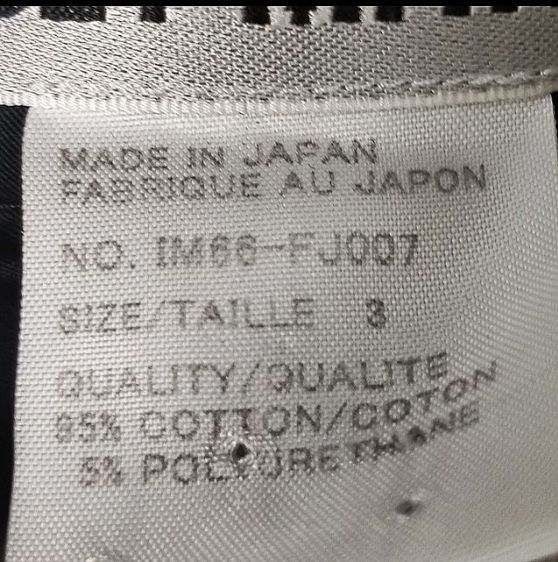 MADE IN JAPAN
FABRIQUE AU JAPON
NO. IM66-FJ007
SIZE/TAILLE 3
QUALITY/QUALITE
95% COTTON/COTON
5% POLYURETHANE